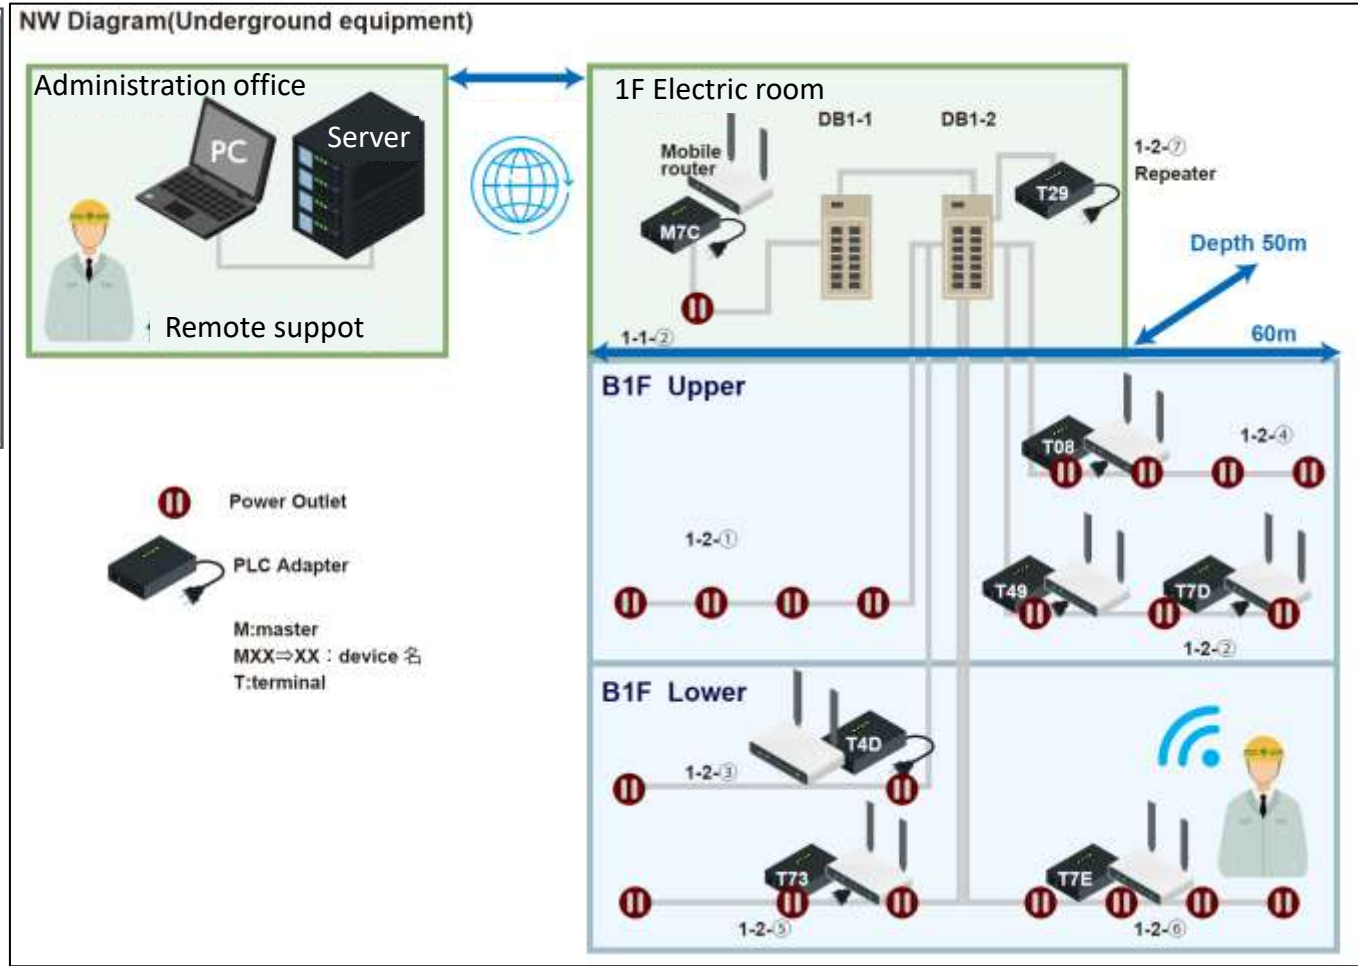 NW Diagram(Underground equipment)
Administration office
PC
Server
Remote suppot
1F Electric room
DB1-1
DB1-2
Mobile
router
M7C
T29
1-2-⑦
Repeater
1-1-②
Depth 50m
60m
B1F Upper
T08
1-2-④
1-2-①
T49
T7D
1-2-②
B1F Lower
T4D
1-2-③
T73
T7E
1-2-⑤
1-2-⑥
Power Outlet
PLC Adapter
M:master
MXX⇒XX：device 名
T:terminal